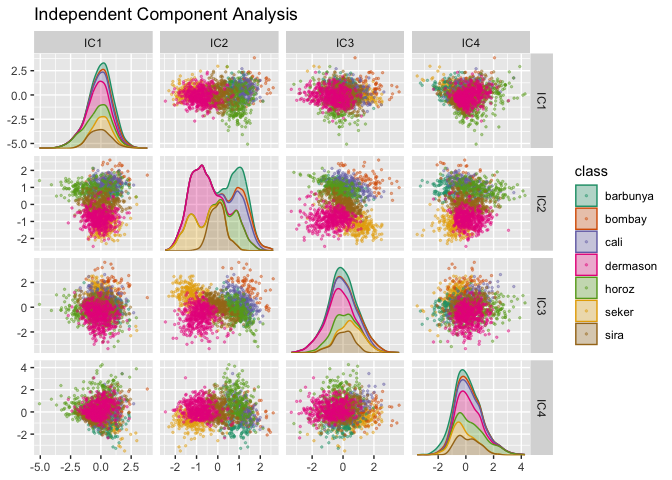 Independent Component Analysis
IC1 IC2 IC3 IC4
2.5
0.0
-2.5
-5.0
IC1
2
1
0
-1
-2
IC2
2
0
-2
IC3
4
2
0
-2
IC4
-5.0 -2.5 0.0 2.5
-2 -1 0 1 2
-2 0 2
-2 0 2 4
class
barbunya
bombay
cali
dermason
horoz
seker
sira